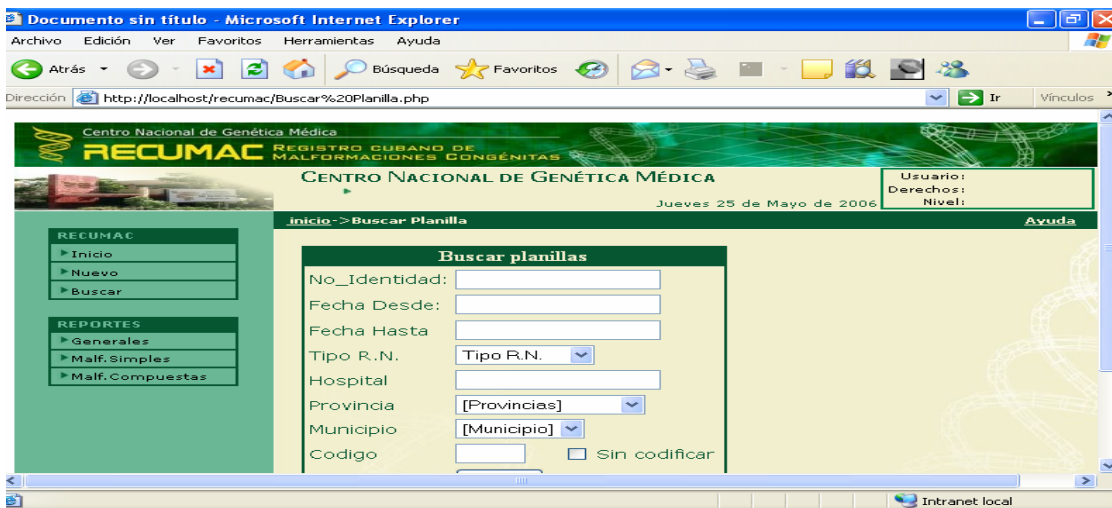 Documento sin título - Microsoft Internet Explorer
Archivo Edición Ver Favoritos Herramientas Ayuda
Atrás Búsqueda Favoritos
Dirección http://localhost/recumac/Buscar%20Planilla.php Ir Vínculos
Centro Nacional de Genética Médica
RECUMAC REGISTRO CUBANO DE
MALFORMACIONES CONGÉNITAS
CENTRO NACIONAL DE GENÉTICA MÉDICA
Jueves 25 de Mayo de 2006
Usuario:
Derechos:
Nivel:
inicio->Buscar Planilla Ayuda
RECUMAC
Inicio
Nuevo
Buscar
REPORTES
Generales
Malf.Simples
Malf.Compuestas
Buscar planillas
No_Identidad:
Fecha Desde:
Fecha Hasta
Tipo R.N. Tipo R.N.
Hospital
Provincia [Provincias]
Municipio [Municipio]
Codigo Sin codificar
Intranet local